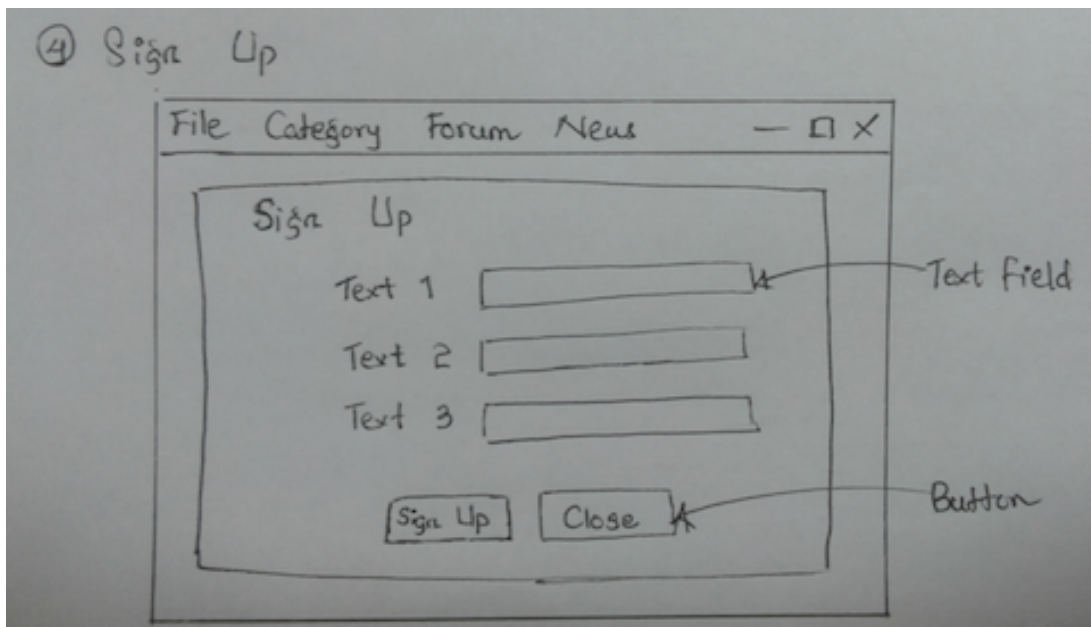 ④ Sign Up
File Category Forum News
Sign Up
Text 1
Text Field
Text 2
Text 3
Sign Up Close
Button